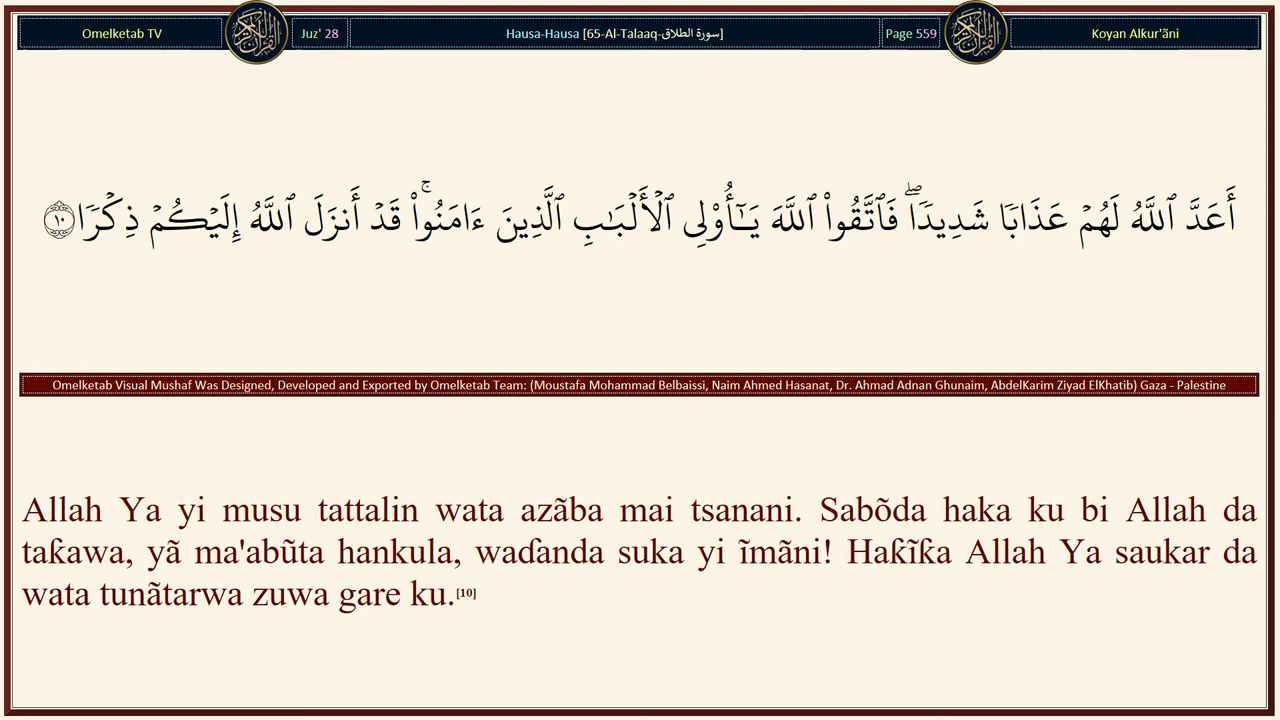 Omelketab TV
Juz' 28
Hausa-Hausa [65-Al-Talaaq-سورة الطلاق]
Page 559
Koyan Alƙur'ãni
أَعَدَّ ٱللَّهُ لَهُمۡ عَذَابٗا شَدِيدٗاۖ فَٱتَّقُواْ ٱللَّهَ يَـٰٓأُوْلِي ٱلۡأَلۡبَٰبِ ٱلَّذِينَ ءَامَنُواْۚ قَدۡ أَنزَلَ ٱللَّهُ إِلَيۡكُمۡ ذِكۡرٗا ١٠
Omelketab Visual Mushaf Was Designed, Developed and Exported by Omelketab Team: (Moustafa Mohammad Belbaissi, Naim Ahmed Hasanat, Dr. Ahmad Adnan Ghunaim, AbdelKarim Ziyad ElKhatib) Gaza - Palestine
Allah Ya yi musu tattalin wata azãba mai tsanani. Sabõda haka ku bi Allah da
taƙawa, yã ma'abũta hankula, waɗanda suka yi ĩmãni! Haƙĩƙa Allah Ya saukar da
wata tunãtarwa zuwa gare ku.[10]